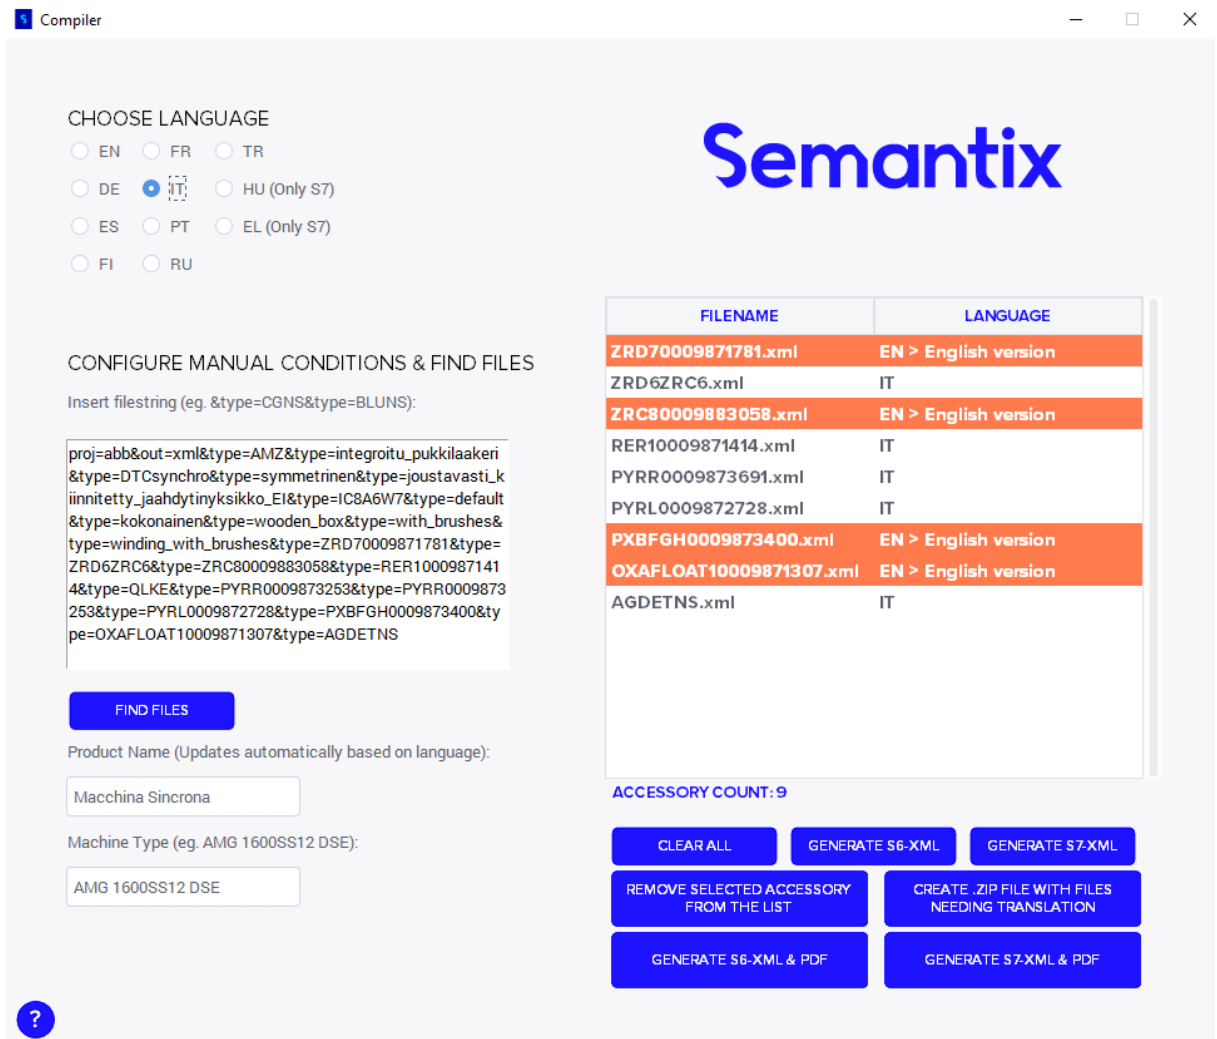 Compiler
CHOOSE LANGUAGE
EN FR TR
DE IT HU (Only S7)
ES PT EL (Only S7)
FI RU
Semantix
CONFIGURE MANUAL CONDITIONS & FIND FILES
Insert filestring (eg. &type=CGNS&type=BLUNS):
proj=abb&out=xml&type=AMZ&type=integroitu_pukkilaakeri
&type=DTCsynchro&type=symmetrinen&type=joustavasti_k
iinnitetty_jaahdytinyksikko_EI&type=IC8A6W7&type=default
&type=kokonainen&type=wooden_box&type=with_brushes&
type=winding_with_brushes&type=ZRD70009871781&type=
ZRD6ZRC6&type=ZRC80009883058&type=RER1000987141
4&type=QLKE&type=PYRR0009873253&type=PYRR0009873
253&type=PYRL0009872728&type=PXBFGH0009873400&ty
pe=OXAFLOAT10009871307&type=AGDETNS
FIND FILES
Product Name (Updates automatically based on language):
Macchina Sincrona
Machine Type (eg. AMG 1600SS12 DSE):
AMG 1600SS12 DSE
?
FILENAME LANGUAGE
ZRD70009871781.xml EN > English version
ZRD6ZRC6.xml IT
ZRC80009883058.xml EN > English version
RER10009871414.xml IT
PYRR0009873691.xml IT
PYRL0009872728.xml IT
PXBFGH0009873400.xml EN > English version
OXAFLOAT10009871307.xml EN > English version
AGDETNS.xml IT
ACCESSORY COUNT: 9
CLEAR ALL GENERATE S6-XML GENERATE S7-XML
REMOVE SELECTED ACCESSORY
FROM THE LIST
CREATE .ZIP FILE WITH FILES
NEEDING TRANSLATION
GENERATE S6-XML & PDF GENERATE S7-XML & PDF